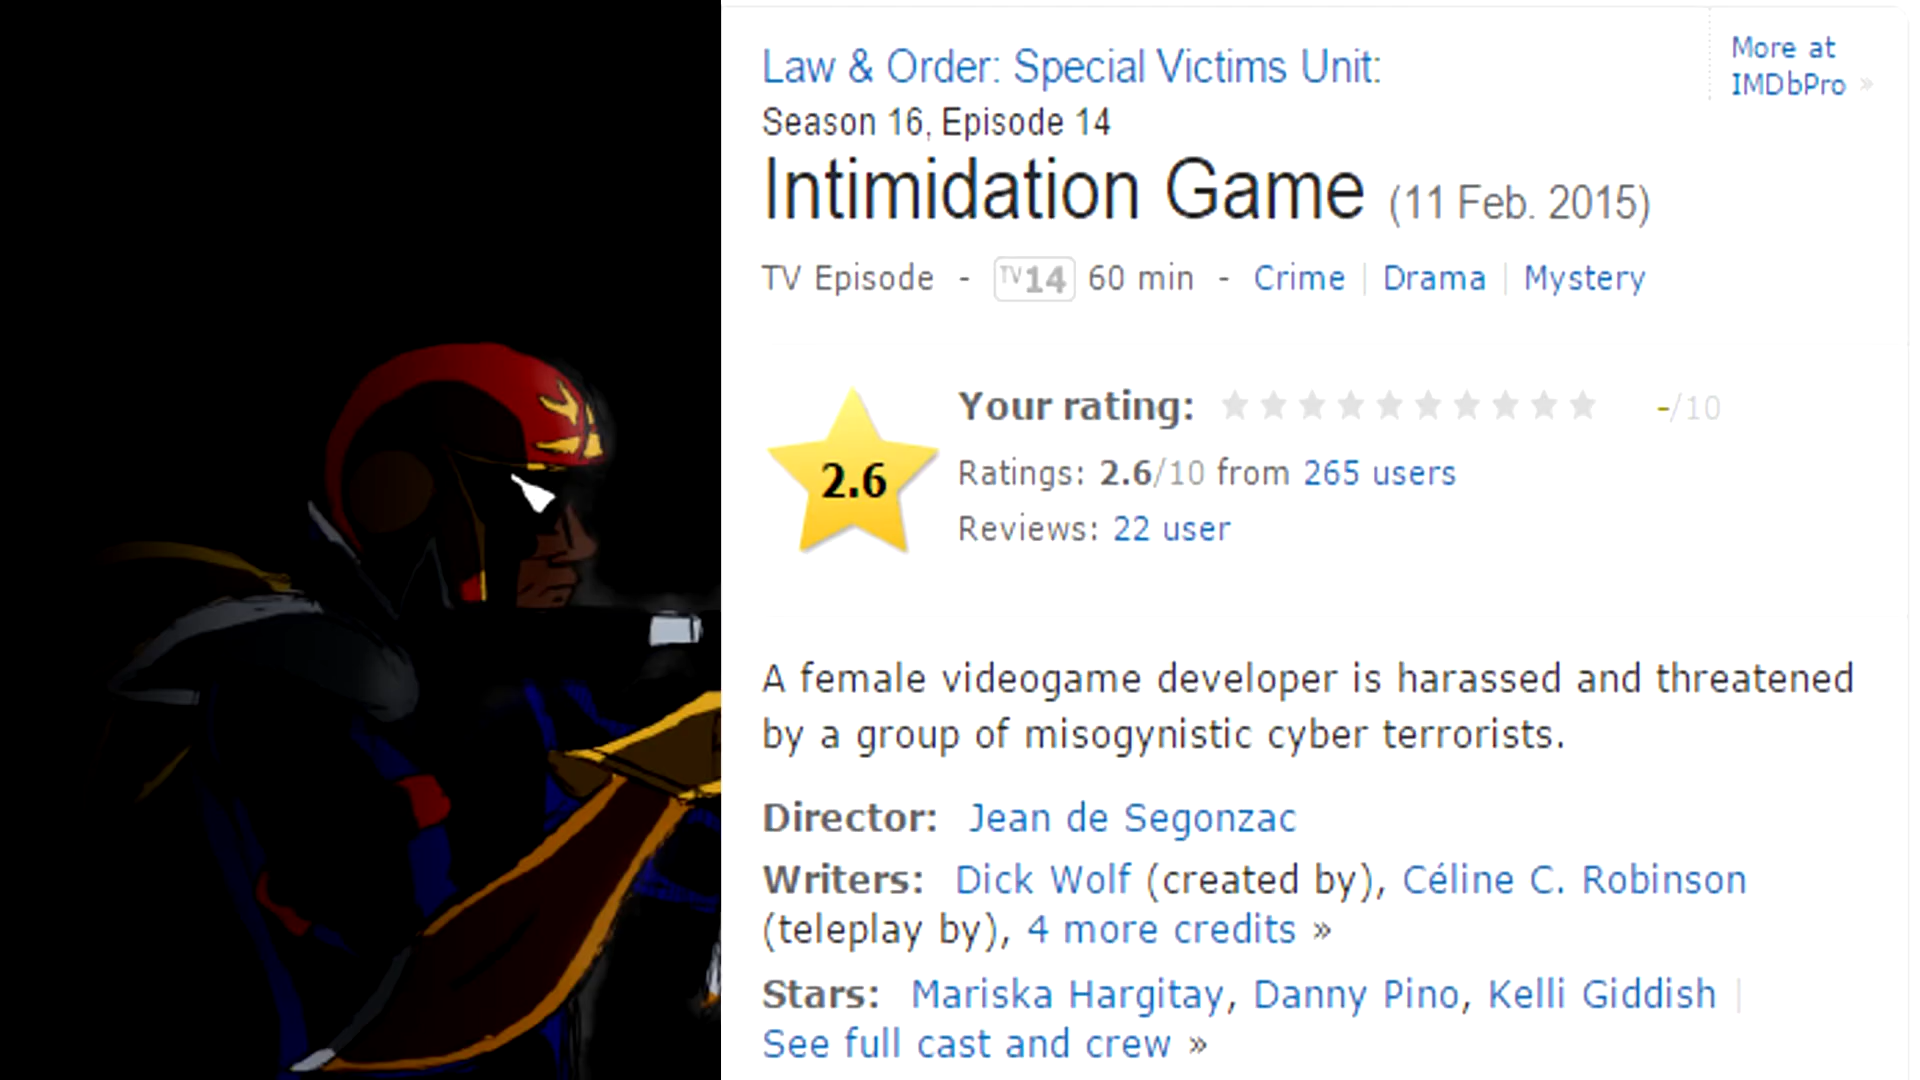 Law & Order: Special Victims Unit:
More at
IMDbPro »
Season 16, Episode 14
Intimidation Game (11 Feb. 2015)
TV Episode - TV14 60 min - Crime | Drama | Mystery
2.6
Your rating: -/10
Ratings: 2.6/10 from 265 users
Reviews: 22 user
A female videogame developer is harassed and threatened
by a group of misogynistic cyber terrorists.
Director: Jean de Segonzac
Writers: Dick Wolf (created by), Céline C. Robinson
(teleplay by), 4 more credits »
Stars: Mariska Hargitay, Danny Pino, Kelli Giddish |
See full cast and crew »